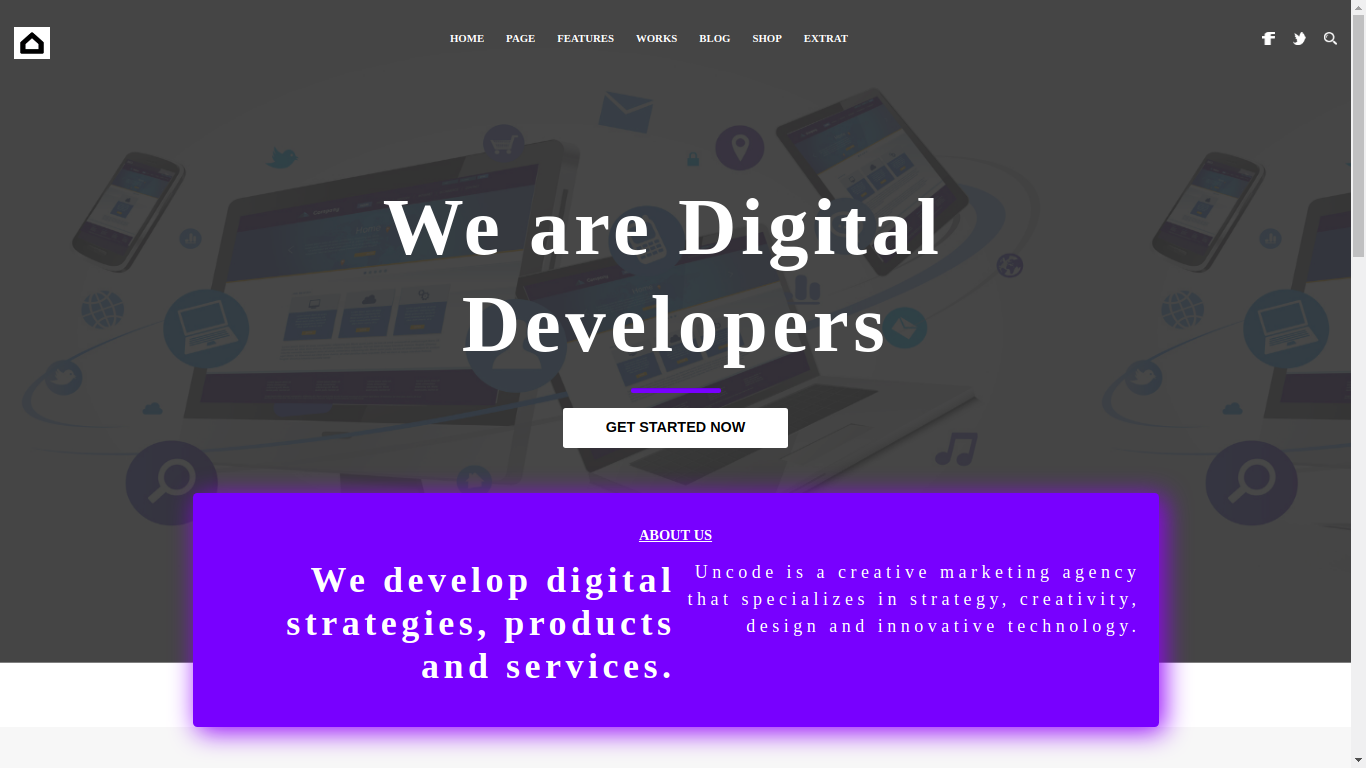 HOME PAGE FEATURES WORKS BLOG SHOP EXTRAT
We are Digital
Developers
GET STARTED NOW
ABOUT US
We develop digital
strategies, products
and services.
Uncode is a creative marketing agency
that specializes in strategy, creativity,
design and innovative technology.